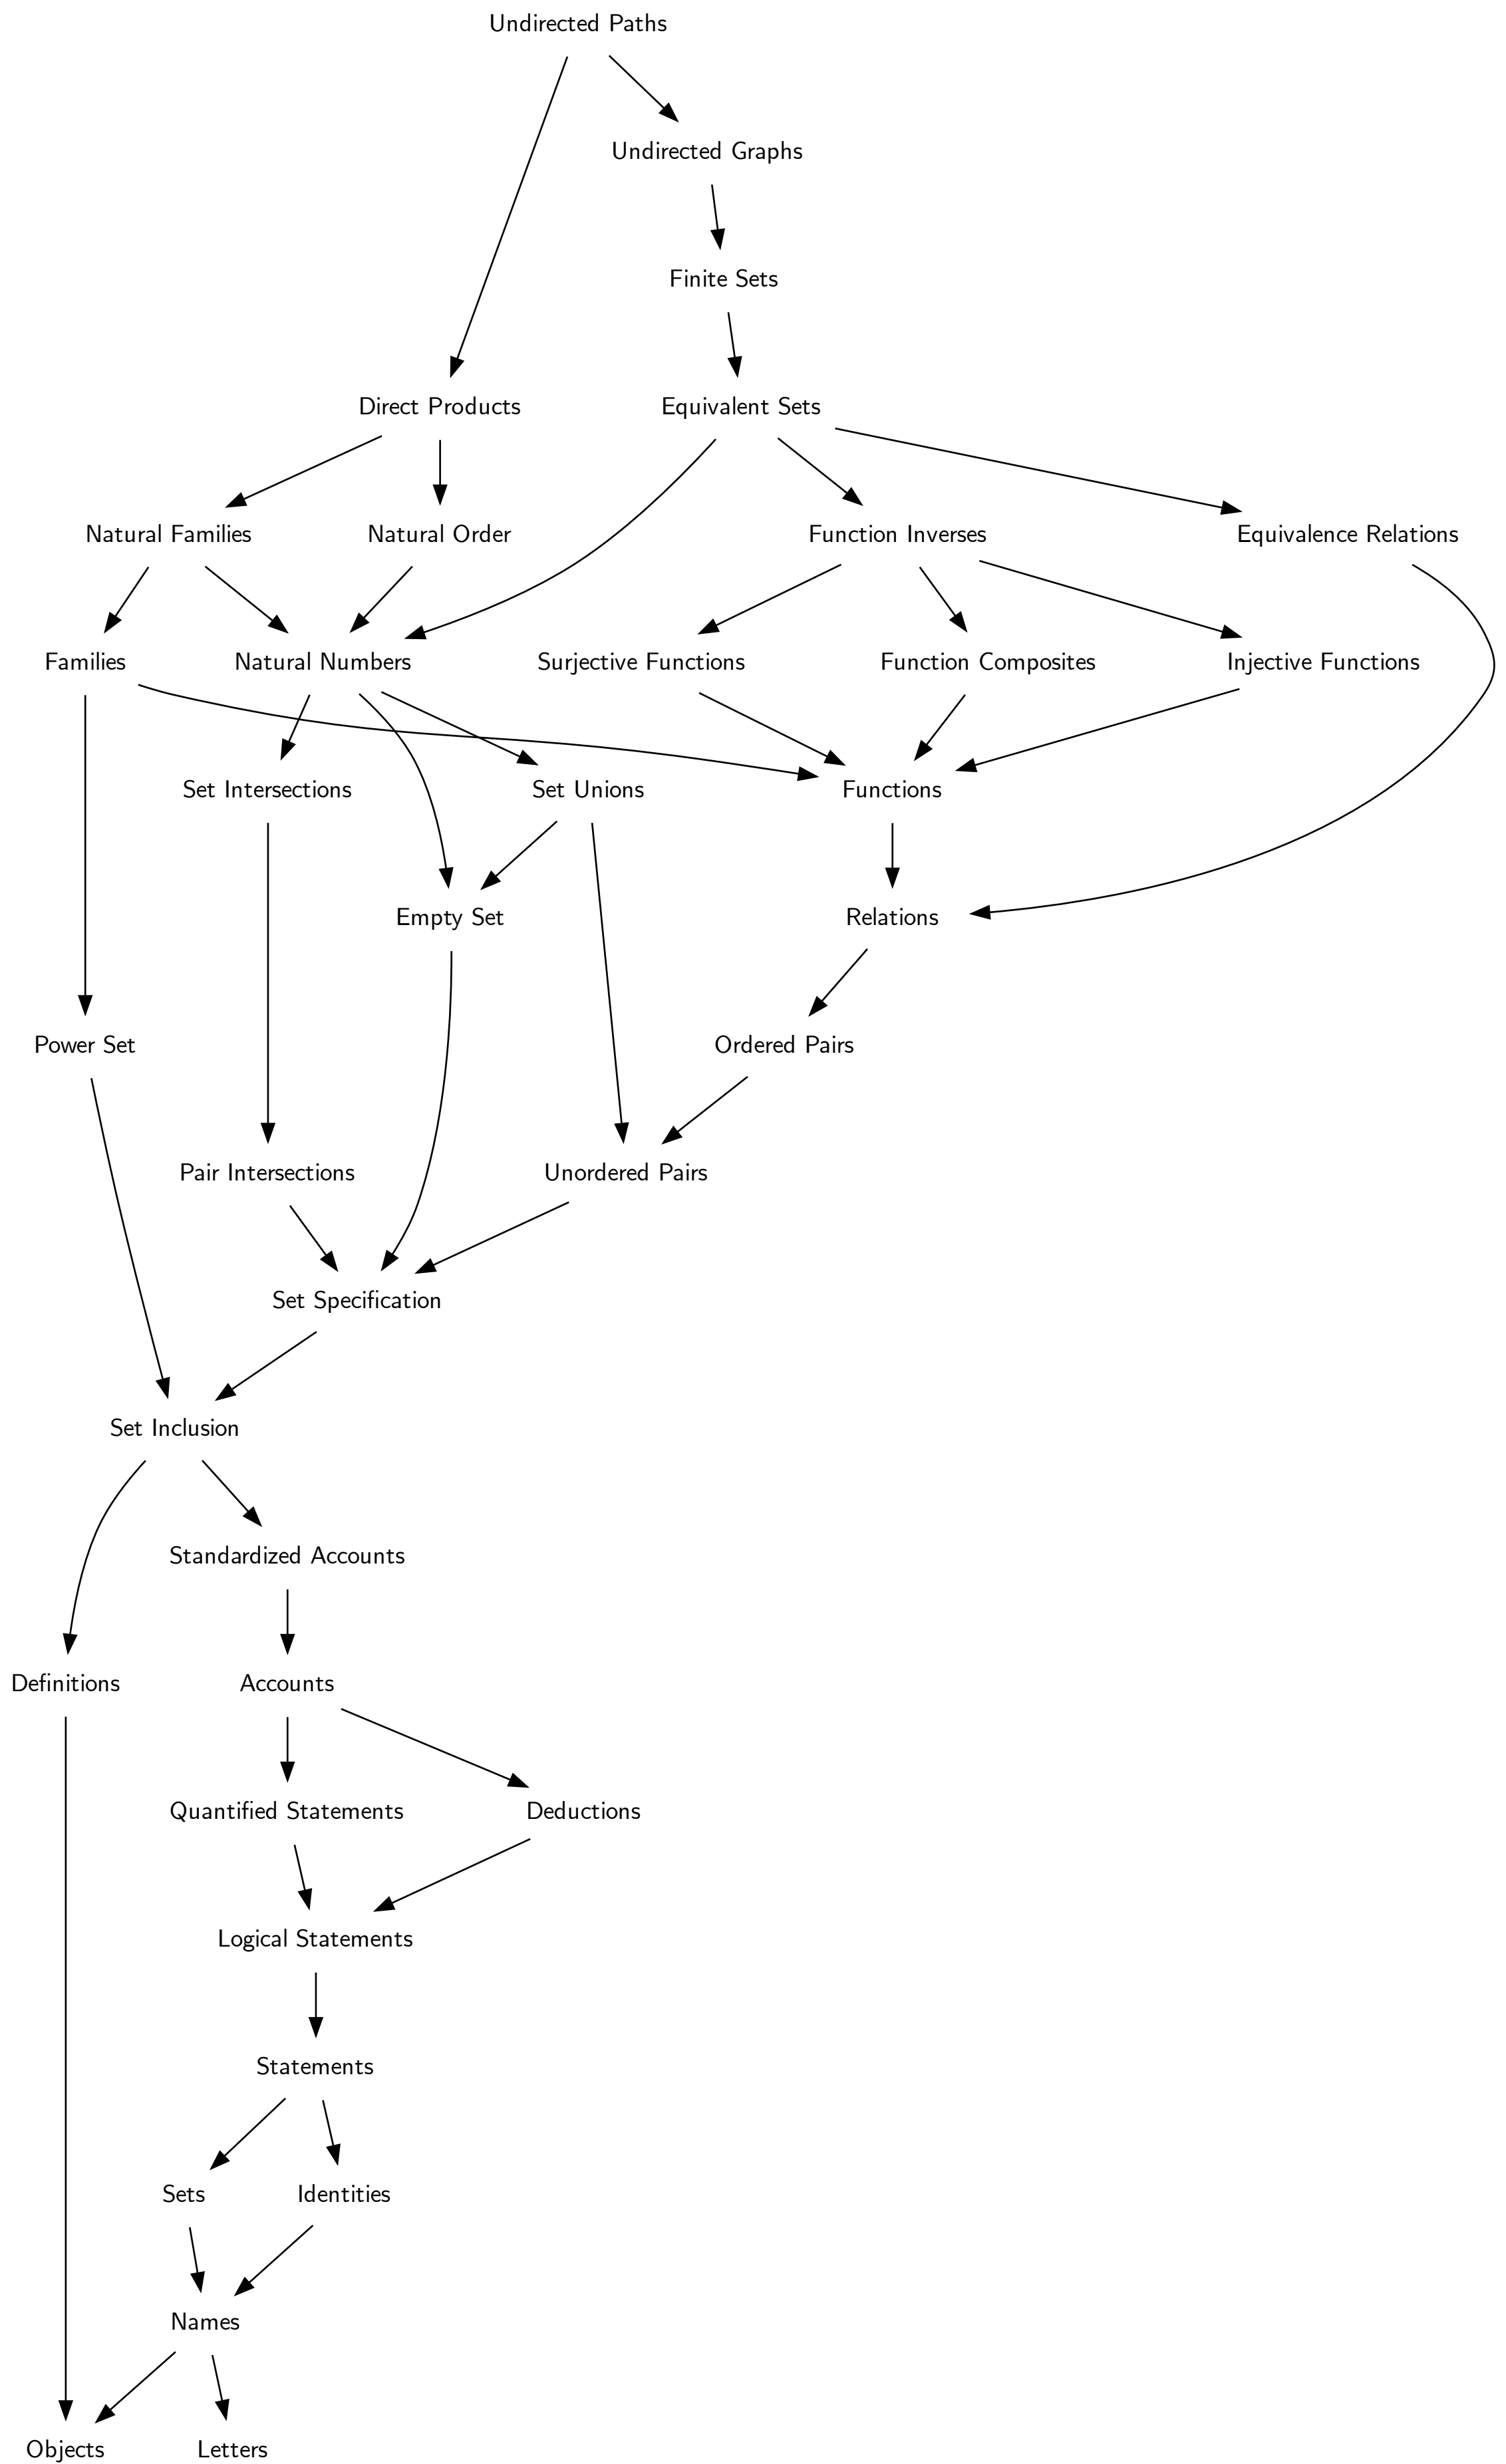 Undirected Paths
Undirected Graphs
Finite Sets
Direct Products
Equivalent Sets
Natural Families
Natural Order
Function Inverses
Equivalence Relations
Families
Natural Numbers
Surjective Functions
Function Composites
Injective Functions
Set Intersections
Set Unions
Functions
Empty Set
Relations
Power Set
Ordered Pairs
Pair Intersections
Unordered Pairs
Set Specification
Set Inclusion
Standardized Accounts
Definitions
Accounts
Quantified Statements
Deductions
Logical Statements
Statements
Sets
Identities
Names
Objects
Letters